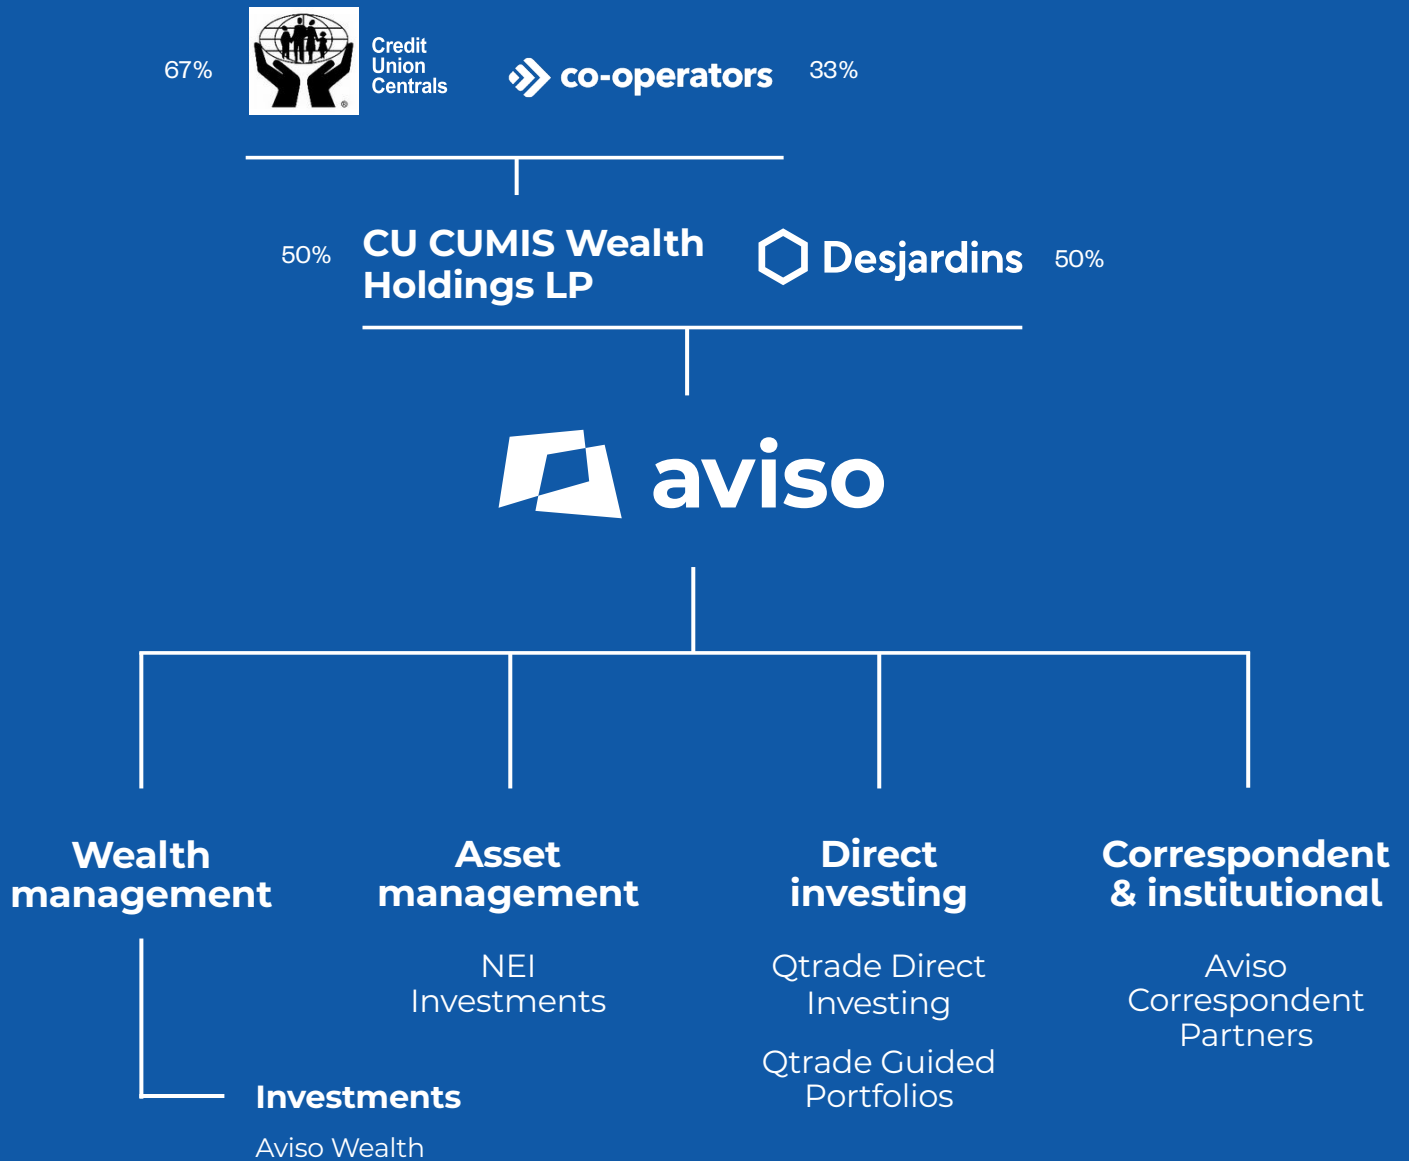 67%
Credit
Union
Centrals
®
co-operators
33%
50%
CU CUMIS Wealth
Holdings LP
Desjardins
50%
aviso
Wealth
management
Asset
management
Direct
investing
Correspondent
& institutional
NEI
Investments
Qtrade Direct
Investing
Qtrade Guided
Portfolios
Aviso
Correspondent
Partners
Investments
Aviso Wealth